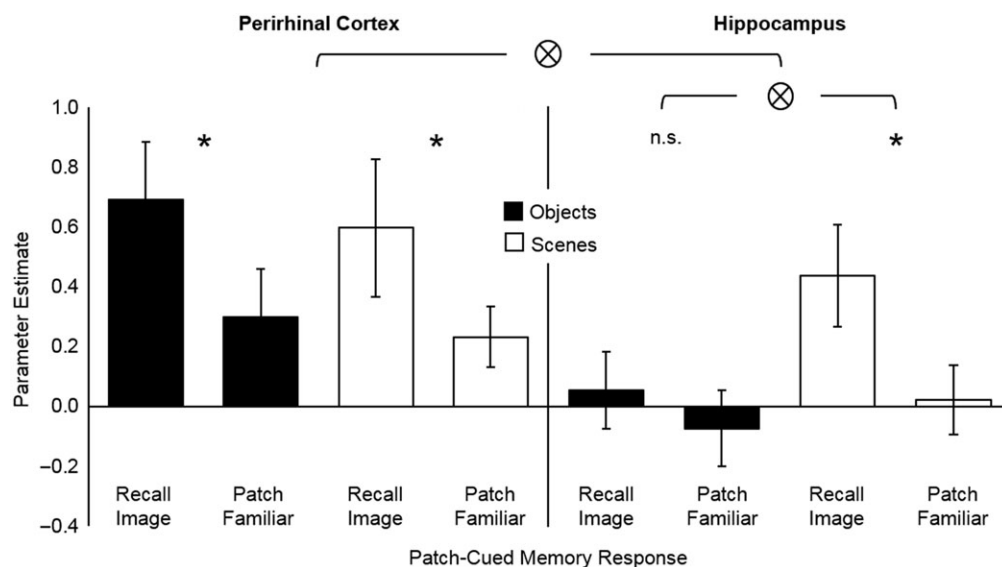 Perirhinal Cortex Hippocampus
⊗
⊗
1.0
* * n.s. *
0.8
0.6
Objects
Scenes
0.4
0.2
0.0
–0.2
–0.4
Parameter Estimate
Recall Patch Recall Patch Recall Patch Recall Patch
Image Familiar Image Familiar Image Familiar Image Familiar
Patch-Cued Memory Response